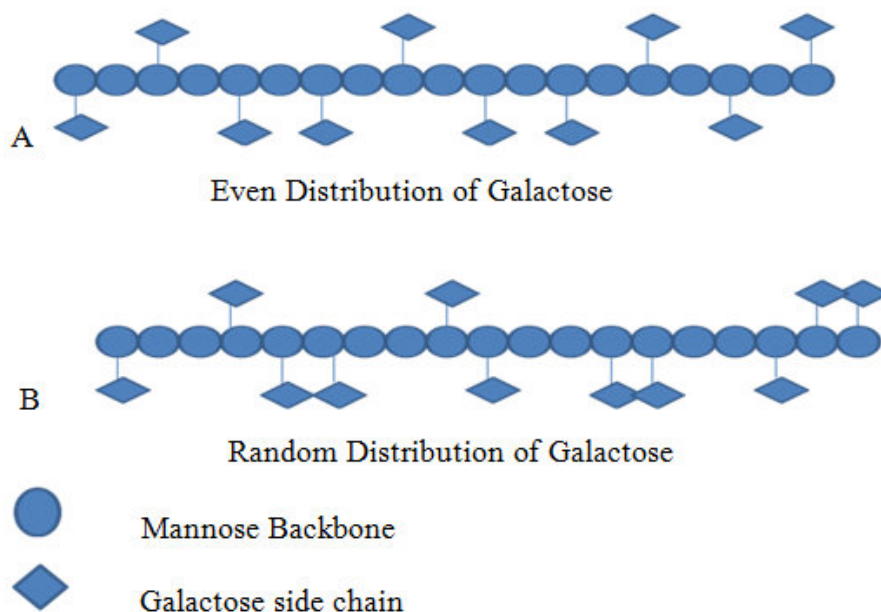 A
Even Distribution of Galactose
B
Random Distribution of Galactose
Mannose Backbone
Galactose side chain